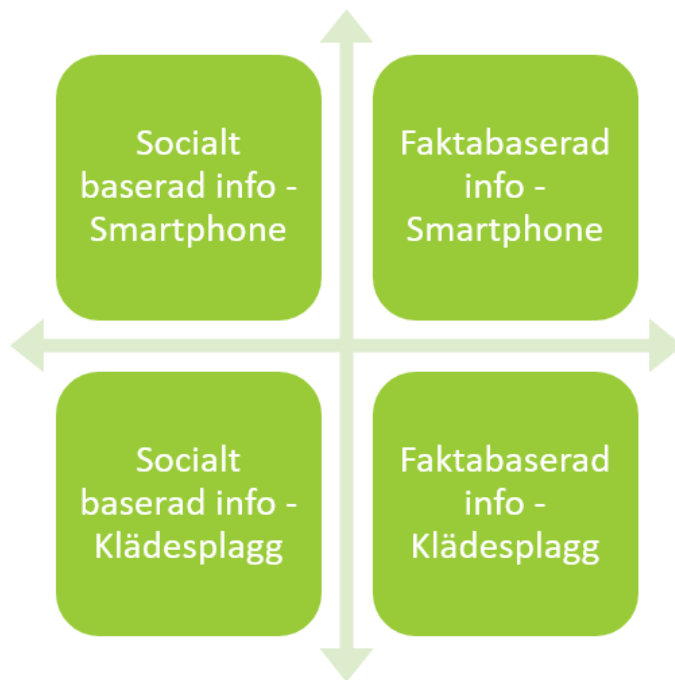 Socialt
baserad info -
Smartphone
Faktabaserad
info -
Smartphone
Socialt
baserad info -
Klädesplagg
Faktabaserad
info -
Klädesplagg